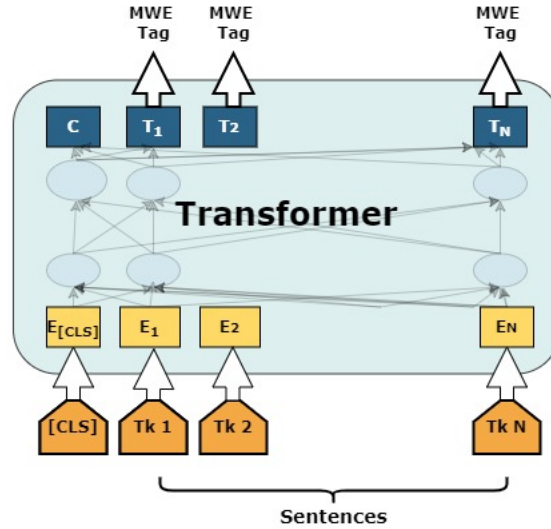 MWE
Tag
MWE
Tag
MWE
Tag
C
T1
T2
TN
Transformer
E[CLS]
E1
E2
EN
[CLS]
Tk 1
Tk 2
Tk N
Sentences